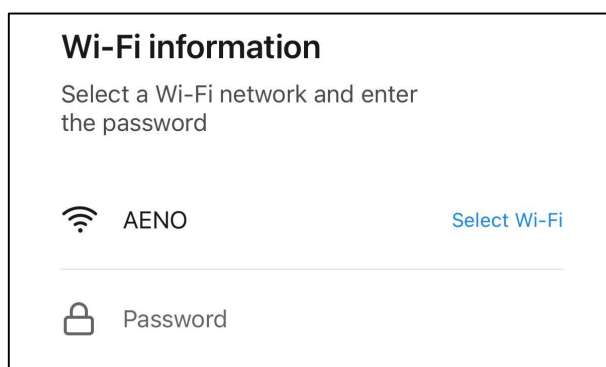 Wi-Fi information
Select a Wi-Fi network and enter
the password
AENO Select Wi-Fi
Password